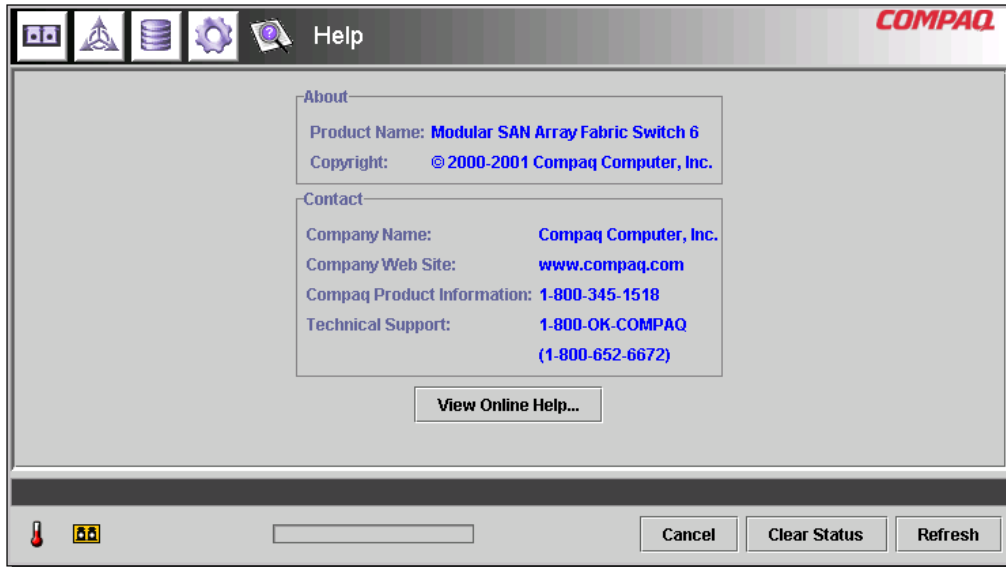 Help
COMPAQ
About
Product Name: Modular SAN Array Fabric Switch 6
Copyright: © 2000-2001 Compaq Computer, Inc.
Contact
Company Name: Compaq Computer, Inc.
Company Web Site: www.compaq.com
Compaq Product Information: 1-800-345-1518
Technical Support: 1-800-OK-COMPAQ
(1-800-652-6672)
View Online Help...
Cancel Clear Status Refresh